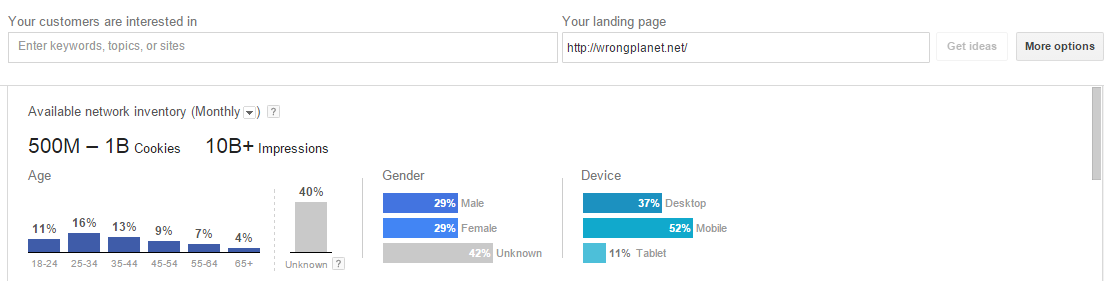 Your customers are interested in
Your landing page
Enter keywords, topics, or sites
http://wrongplanet.net/
Get ideas
More options
Available network inventory (Monthly ) ?
500M – 1B Cookies 10B+ Impressions
Age
11% 16% 13% 9% 7% 4% 40%
18-24 25-34 35-44 45-54 55-64 65+ Unknown ?
Gender
29% Male
29% Female
42% Unknown
Device
37% Desktop
52% Mobile
11% Tablet